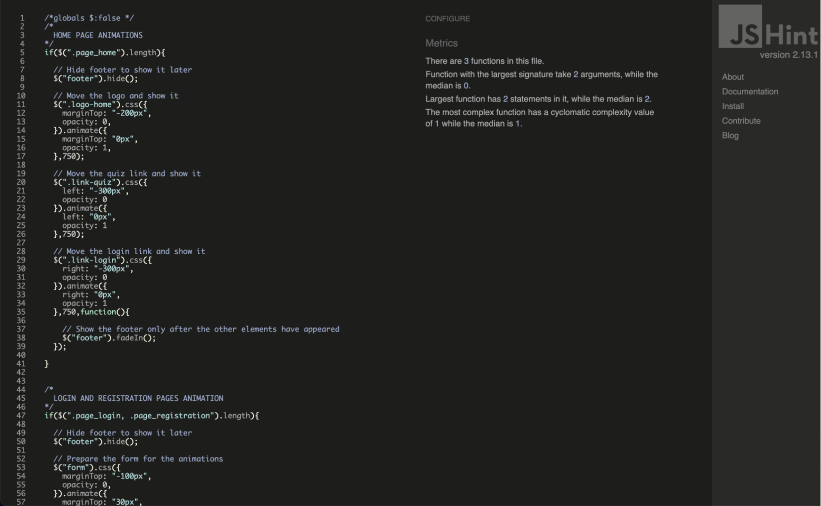 1 /*globals $:false */
2 /*
3 HOME PAGE ANIMATIONS
4 */
5 if($(".page_home").length){
6
7 // Hide footer to show it later
8 $("footer").hide();
9
10 // Move the logo and show it
11 $(".logo-home").css({
12 marginTop: "-200px",
13 opacity: 0,
14 }).animate({
15 marginTop: "0px",
16 opacity: 1,
17 },750);
18
19 // Move the quiz link and show it
20 $(".link-quiz").css({
21 left: "-300px",
22 opacity: 0
23 }).animate({
24 left: "0px",
25 opacity: 1
26 },750);
27
28 // Move the login link and show it
29 $(".link-login").css({
30 right: "-300px",
31 opacity: 0
32 }).animate({
33 right: "0px",
34 opacity: 1
35 },750,function(){
36
37 // Show the footer only after the other elements have appeared
38 $("footer").fadeIn();
39 });
40
41 }
42
43
44 /*
45 LOGIN AND REGISTRATION PAGES ANIMATION
46 */
47 if($(".page_login, .page_registration").length){
48
49 // Hide footer to show it later
50 $("footer").hide();
51
52 // Prepare the form for the animations
53 $("form").css({
54 marginTop: "-100px",
55 opacity: 0,
56 }).animate({
57 marginTop: "30px",
CONFIGURE
Metrics
There are 3 functions in this file.
Function with the largest signature take 2 arguments, while the
median is 0.
Largest function has 2 statements in it, while the median is 2.
The most complex function has a cyclomatic complexity value
of 1 while the median is 1.
JSHint
version 2.13.1
About
Documentation
Install
Contribute
Blog